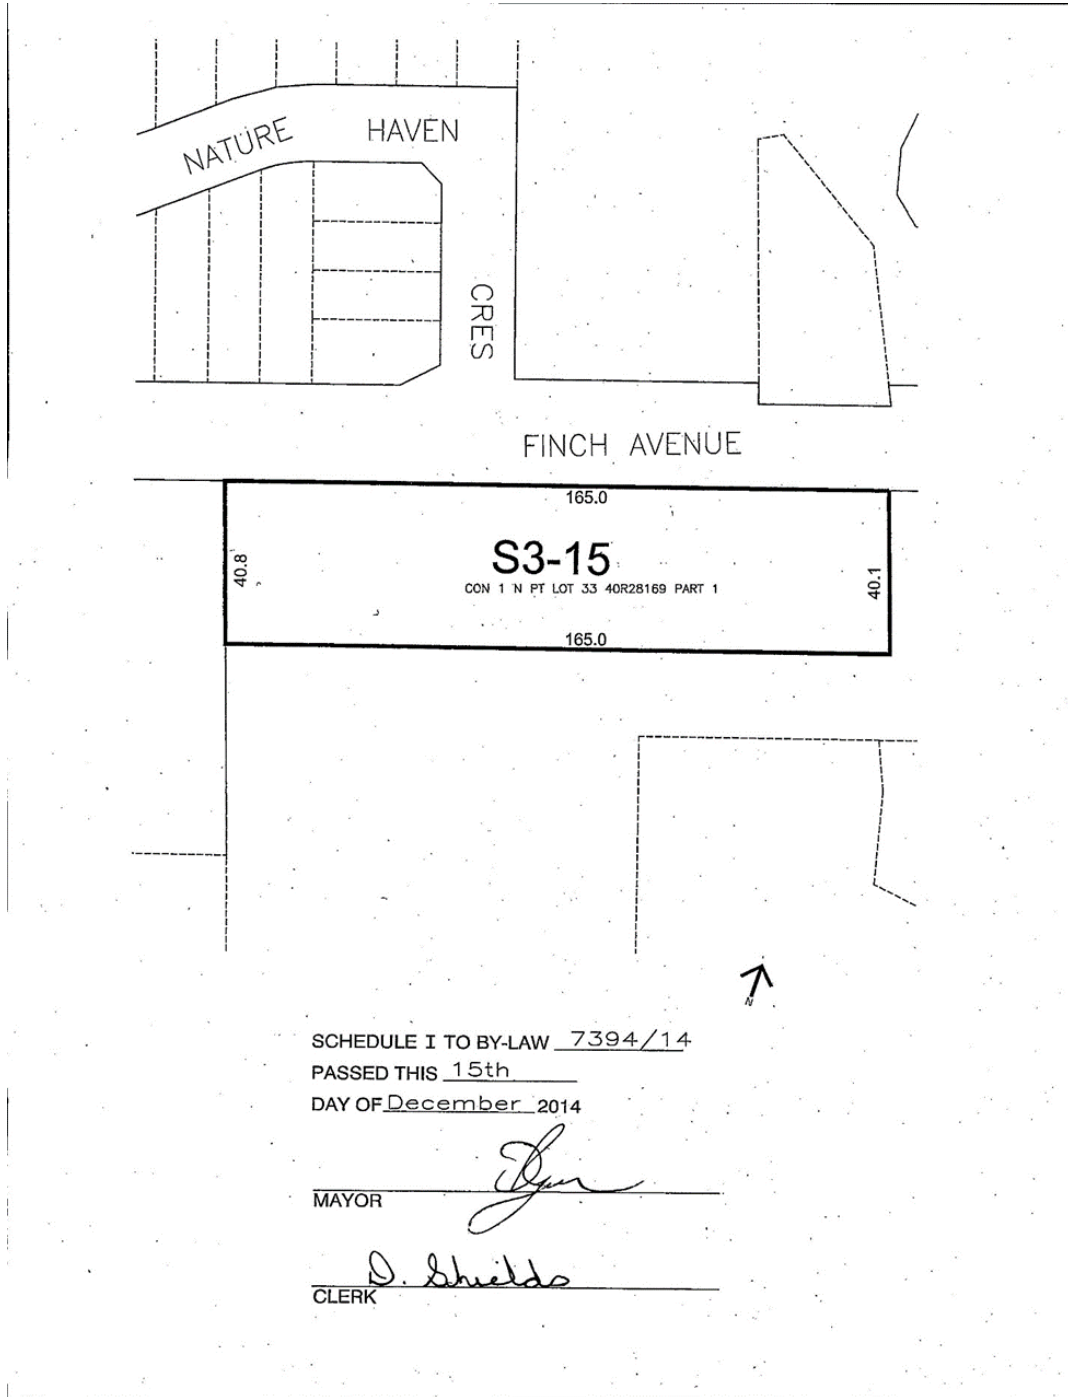 NATURE HAVEN
CRES
FINCH AVENUE
165.0
40.8
S3-15
40.1
CON 1 N PT LOT 33 40R28169 PART 1
165.0
N
SCHEDULE I TO BY-LAW 7394/14
PASSED THIS 15th
DAY OF December 2014
MAYOR
D. Shields
CLERK